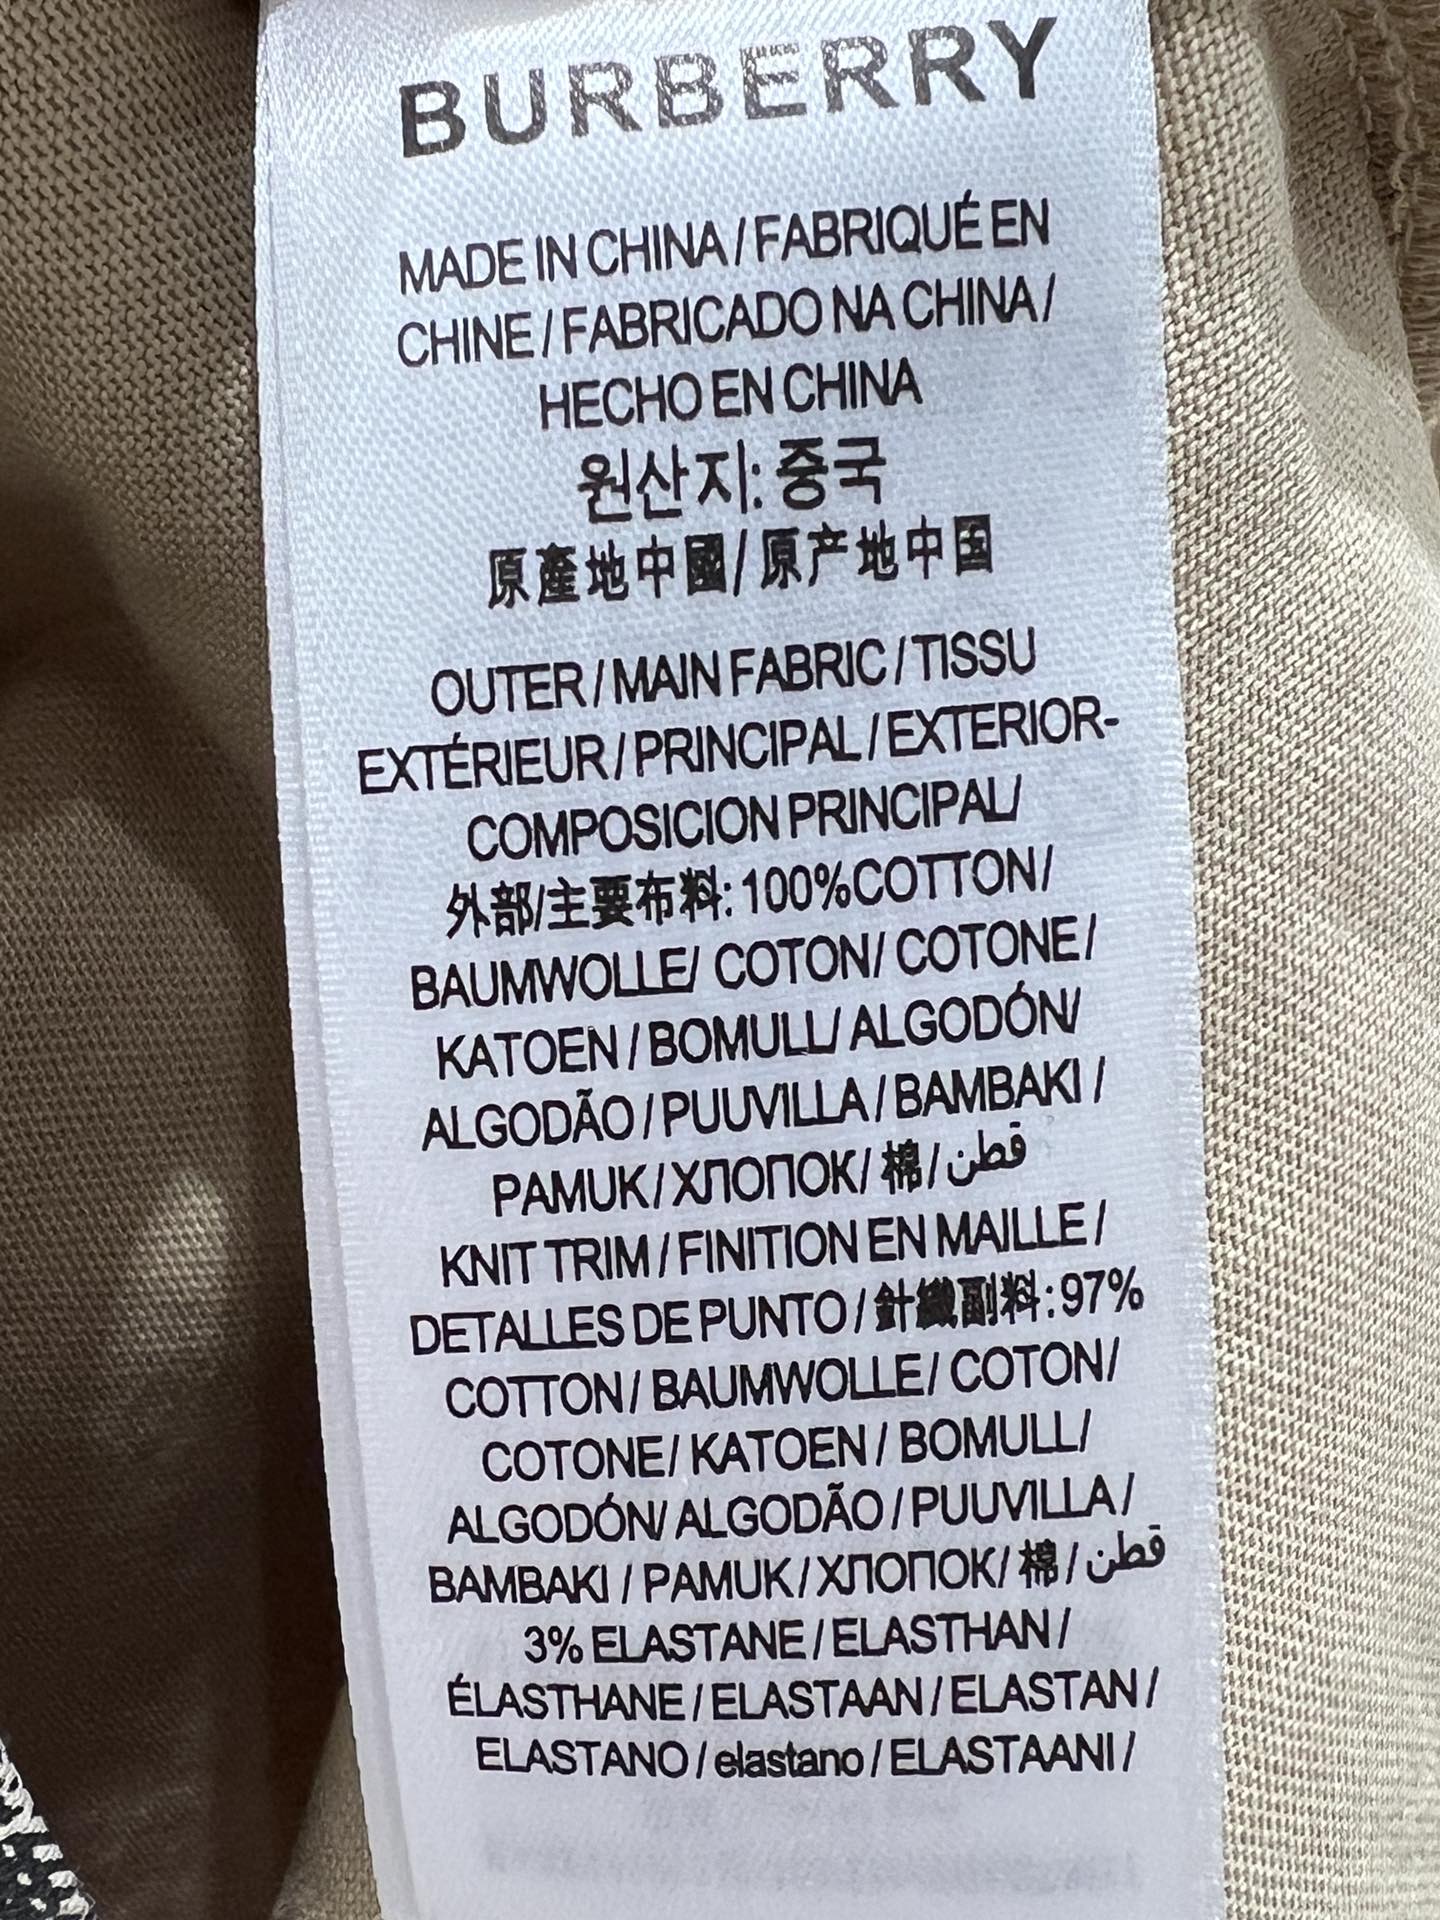 BURBERRY
MADE IN CHINA / FABRIQUÉ EN
CHINE / FABRICADO NA CHINA /
HECHO EN CHINA
원산지: 중국
原產地中國/原产地中国
OUTER / MAIN FABRIC / TISSU
EXTÉRIEUR / PRINCIPAL / EXTERIOR-
COMPOSICION PRINCIPAL/
外部/主要布料: 100%COTTON/
BAUMWOLLE/ COTON/ COTONE/
KATOEN / BOMULL/ ALGODÓN/
ALGODÃO / PUUVILLA / BAMBAKI /
PAMUK / ХЛОПОК/ 棉 / قطن
KNIT TRIM / FINITION EN MAILLE /
DETALLES DE PUNTO / 針織副料: 97%
COTTON/ BAUMWOLLE/ COTON/
COTONE/ KATOEN / BOMULL/
ALGODÓN/ ALGODÃO / PUUVILLA /
BAMBAKI / PAMUK / ХЛОПОК/ 棉 / قطن
3% ELASTANE / ELASTHAN /
ÉLASTHANE / ELASTAAN / ELASTAN /
ELASTANO / elastano / ELASTAANI /